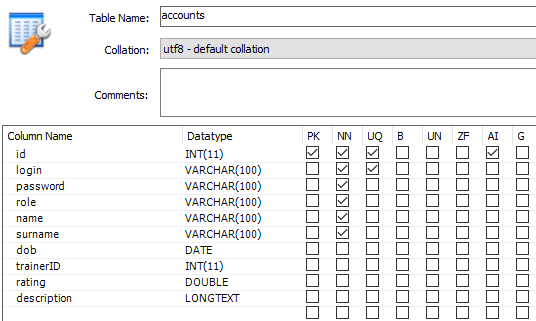 Table Name: accounts
Collation: utf8 - default collation
Comments:
Column Name Datatype PK NN UQ B UN ZF AI G
id INT(11)
login VARCHAR(100)
password VARCHAR(100)
role VARCHAR(100)
name VARCHAR(100)
surname VARCHAR(100)
dob DATE
trainerID INT(11)
rating DOUBLE
description LONGTEXT